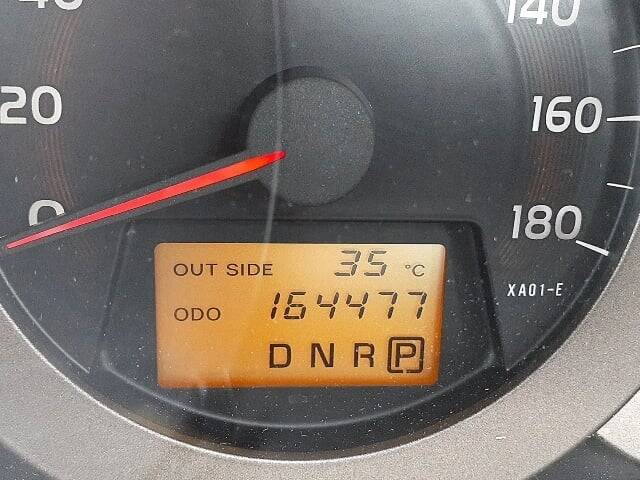 40
20
0
140
160
180
OUT SIDE 35 °C
ODO 164477
D N R P
XA01-E